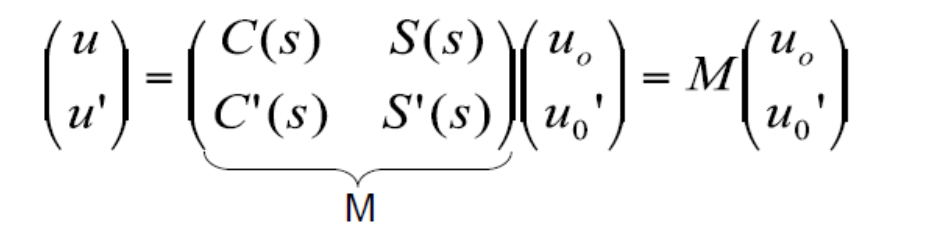 ( u ) = ( C(s) S(s) ) ( u_o ) = M ( u_o )
( u' ) ( C'(s) S'(s) ) ( u_0' ) ( u_0' )
M